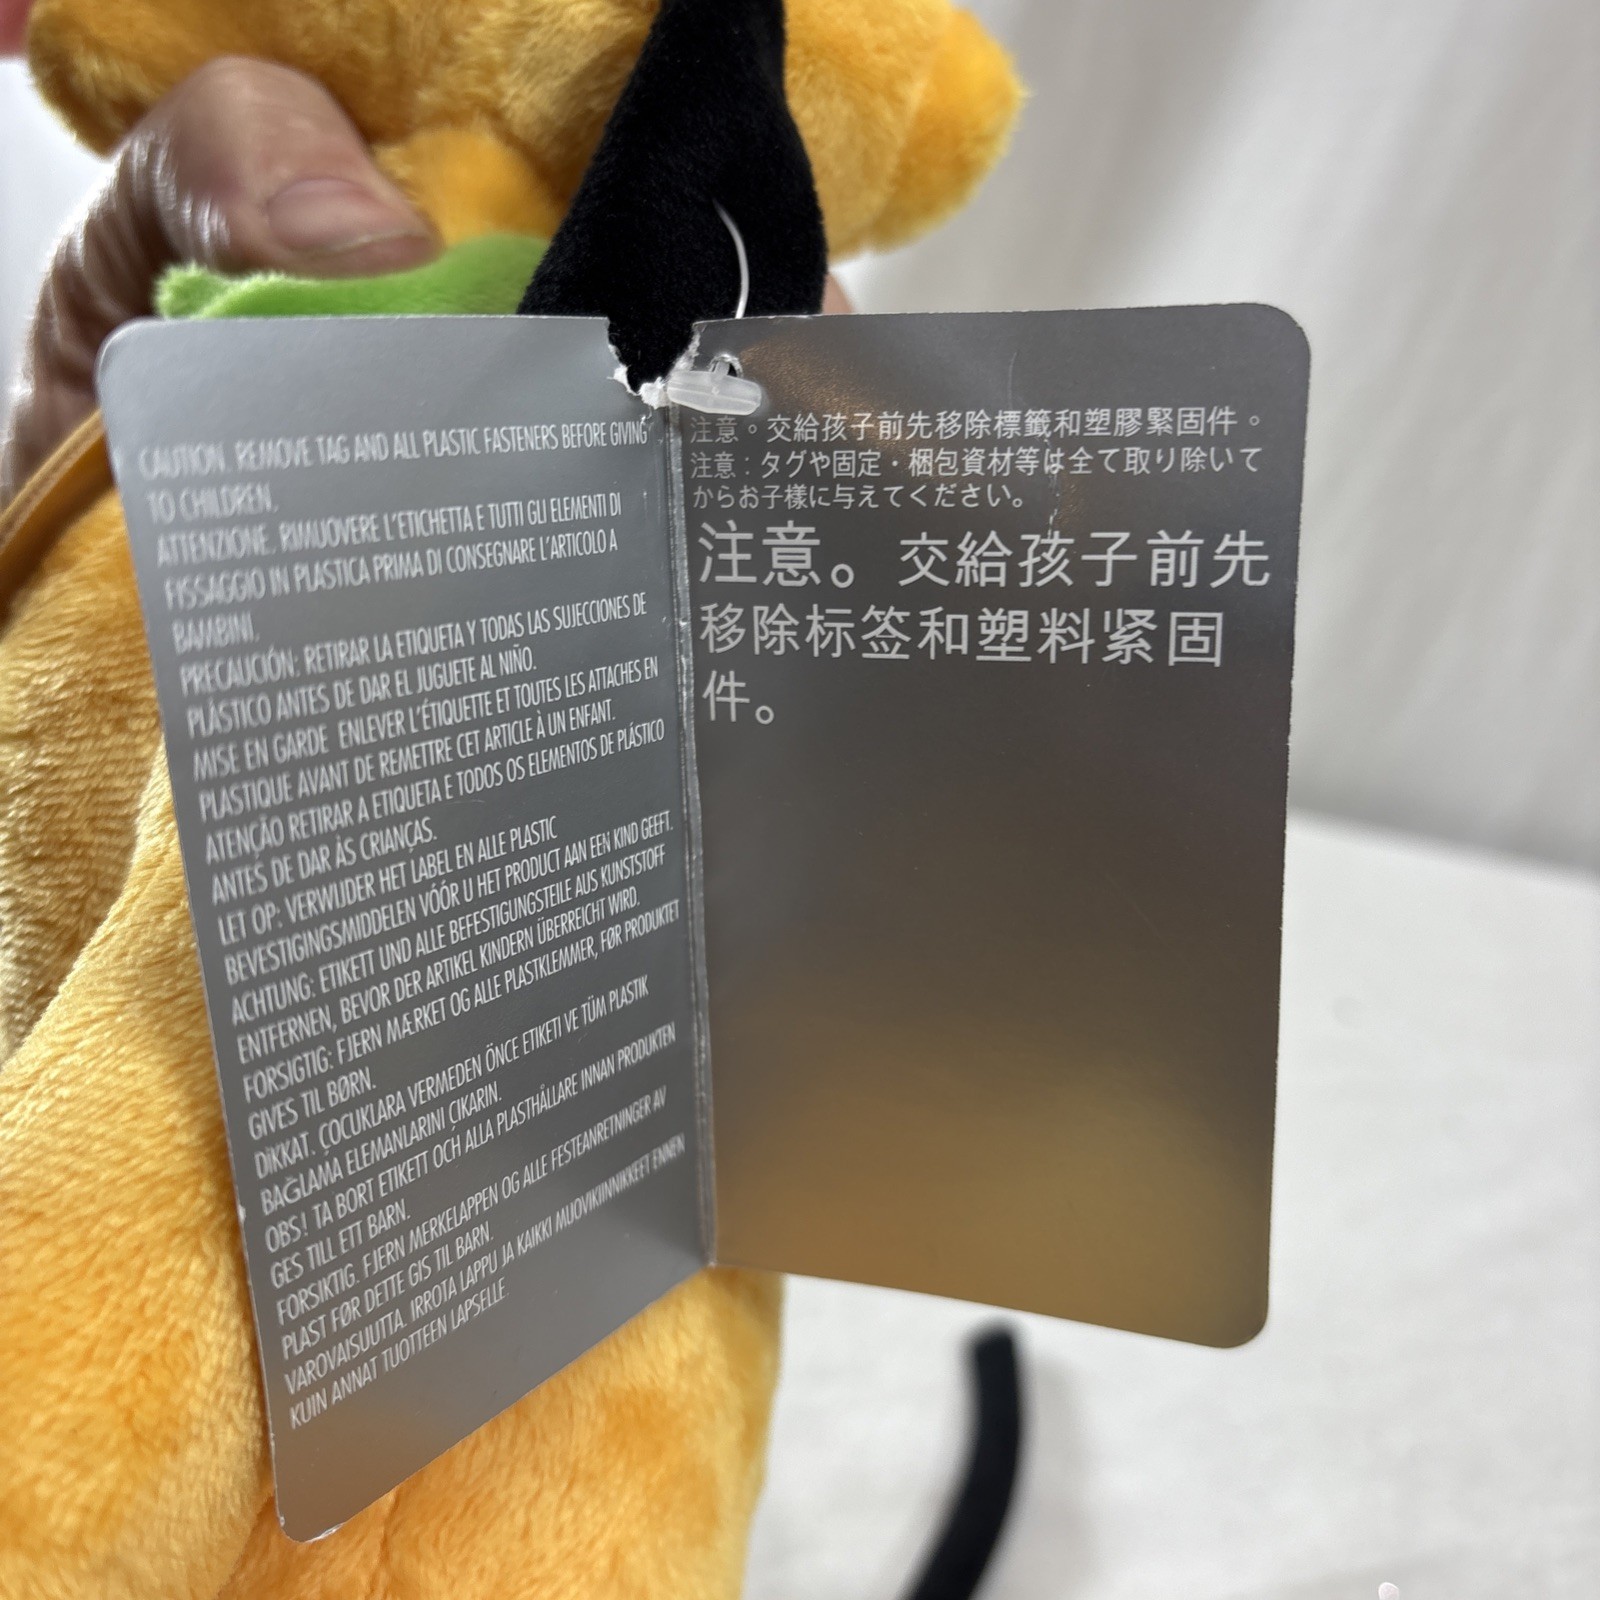 CAUTION. REMOVE TAG AND ALL PLASTIC FASTENERS BEFORE GIVING
TO CHILDREN.
ATTENZIONE. RIMUOVERE L'ETICHETTA E TUTTI GLI ELEMENTI DI
FISSAGGIO IN PLASTICA PRIMA DI CONSEGNARE L'ARTICOLO A
BAMBINI.
PRECAUCIÓN: RETIRAR LA ETIQUETA Y TODAS LAS SUJECCIONES DE
PLÁSTICO ANTES DE DAR EL JUGUETE AL NIÑO.
MISE EN GARDE ENLEVER L'ÉTIQUETTE ET TOUTES LES ATTACHES EN
PLASTIQUE AVANT DE REMETTRE CET ARTICLE À UN ENFANT.
ATENÇÃO RETIRAR A ETIQUETA E TODOS OS ELEMENTOS DE PLÁSTICO
ANTES DE DAR ÀS CRIANÇAS.
LET OP: VERWIJDER HET LABEL EN ALLE PLASTIC
BEVESTIGINGSMIDDELEN VÓÓR U HET PRODUCT AAN EEN KIND GEEFT.
ACHTUNG: ETIKETT UND ALLE BEFESTIGUNGSTEILE AUS KUNSTSTOFF
ENTFERNEN, BEVOR DER ARTIKEL KINDERN ÜBERREICHT WIRD.
FORSIGTIG: FJERN MÆRKET OG ALLE PLASTKLEMMER, FØR PRODUKTET
GIVES TIL BØRN.
DİKKAT. ÇOCUKLARA VERMEDEN ÖNCE ETIKETI VE TÜM PLASTIK
BAĞLAMA ELEMANLARINI ÇIKARIN.
OBS! TA BORT ETIKETT OCH ALLA PLASTHÅLLARE INNAN PRODUKTEN
GES TILL ETT BARN.
FORSIKTIG. FJERN MERKELAPPEN OG ALLE FESTEANRETNINGER AV
PLAST FØR DETTE GIS TIL BARN.
VAROVAISUUTTA. IRROTA LAPPU JA KAIKKI MUOVIKIINNIKKEET ENNEN
KUIN ANNAT TUOTTEEN LAPSELLE.
注意。交給孩子前先移除標籤和塑膠緊固件。
注意：タグや固定・梱包資材等は全て取り除いて
からお子様に与えてください。
注意。交給孩子前先
移除标签和塑料紧固
件。